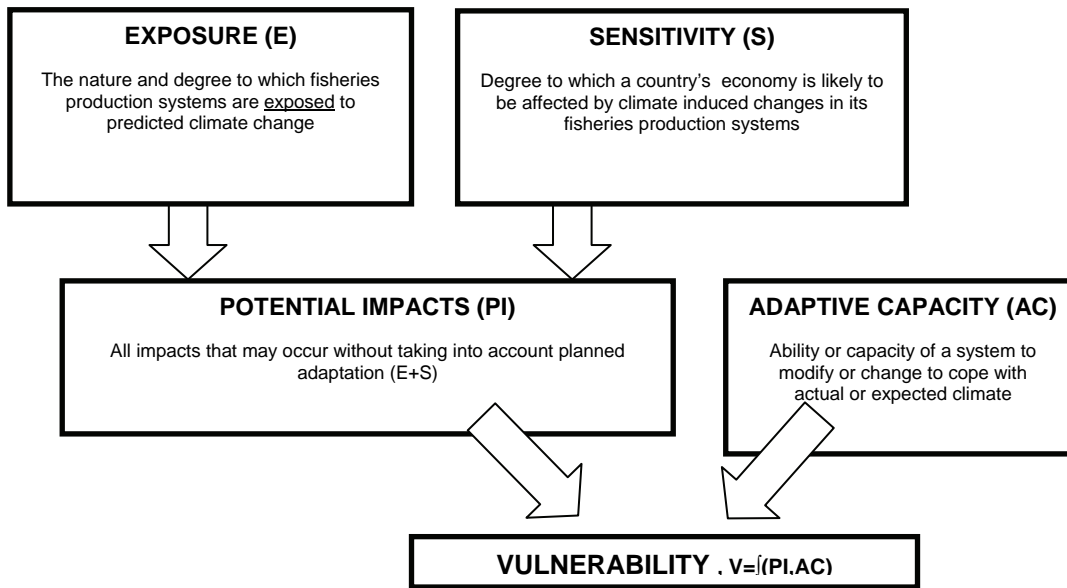 EXPOSURE (E)
The nature and degree to which fisheries
production systems are exposed to
predicted climate change
SENSITIVITY (S)
Degree to which a country's economy is likely to
be affected by climate induced changes in its
fisheries production systems
POTENTIAL IMPACTS (PI)
All impacts that may occur without taking into account planned
adaptation (E+S)
ADAPTIVE CAPACITY (AC)
Ability or capacity of a system to
modify or change to cope with
actual or expected climate
VULNERABILITY , V=∫(PI,AC)